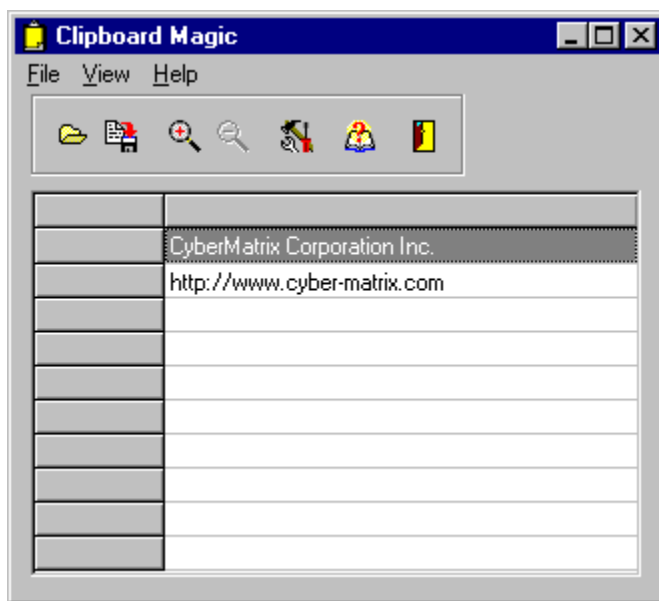 Clipboard Magic
File View Help
CyberMatrix Corporation Inc.
http://www.cyber-matrix.com